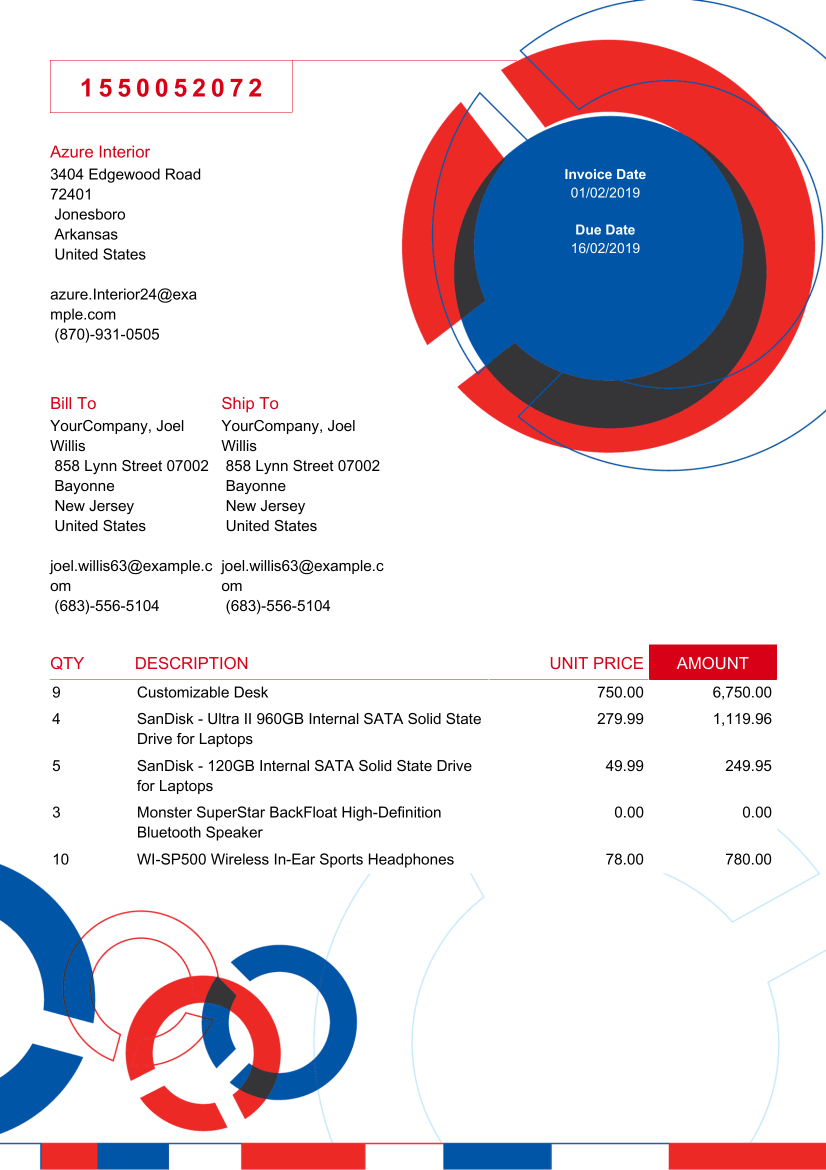 1550052072
Invoice Date
01/02/2019
Due Date
16/02/2019
Azure Interior
3404 Edgewood Road
72401
Jonesboro
Arkansas
United States
azure.Interior24@exa
mple.com
(870)-931-0505
Bill To
YourCompany, Joel
Willis
858 Lynn Street 07002
Bayonne
New Jersey
United States
joel.willis63@example.c
om
(683)-556-5104
Ship To
YourCompany, Joel
Willis
858 Lynn Street 07002
Bayonne
New Jersey
United States
joel.willis63@example.c
om
(683)-556-5104
QTY DESCRIPTION UNIT PRICE AMOUNT
9 Customizable Desk 750.00 6,750.00
4 SanDisk - Ultra II 960GB Internal SATA Solid State 279.99 1,119.96
Drive for Laptops
5 SanDisk - 120GB Internal SATA Solid State Drive 49.99 249.95
for Laptops
3 Monster SuperStar BackFloat High-Definition 0.00 0.00
Bluetooth Speaker
10 WI-SP500 Wireless In-Ear Sports Headphones 78.00 780.00